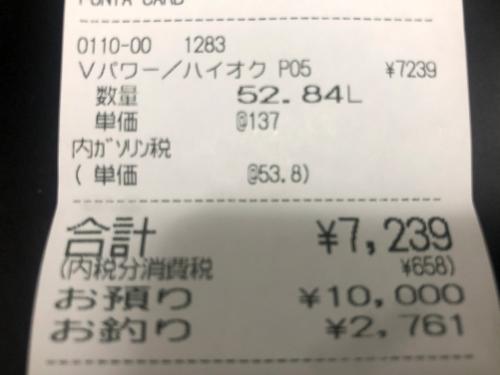 PONTA CARD
0110-00 1283
Vパワー/ハイオク P05 ¥7239
数量 52.84L
単価 @137
内ガソリン税
(単価 @53.8)
合計 ¥7,239
(内税分消費税 ¥658)
お預り ¥10,000
お釣り ¥2,761